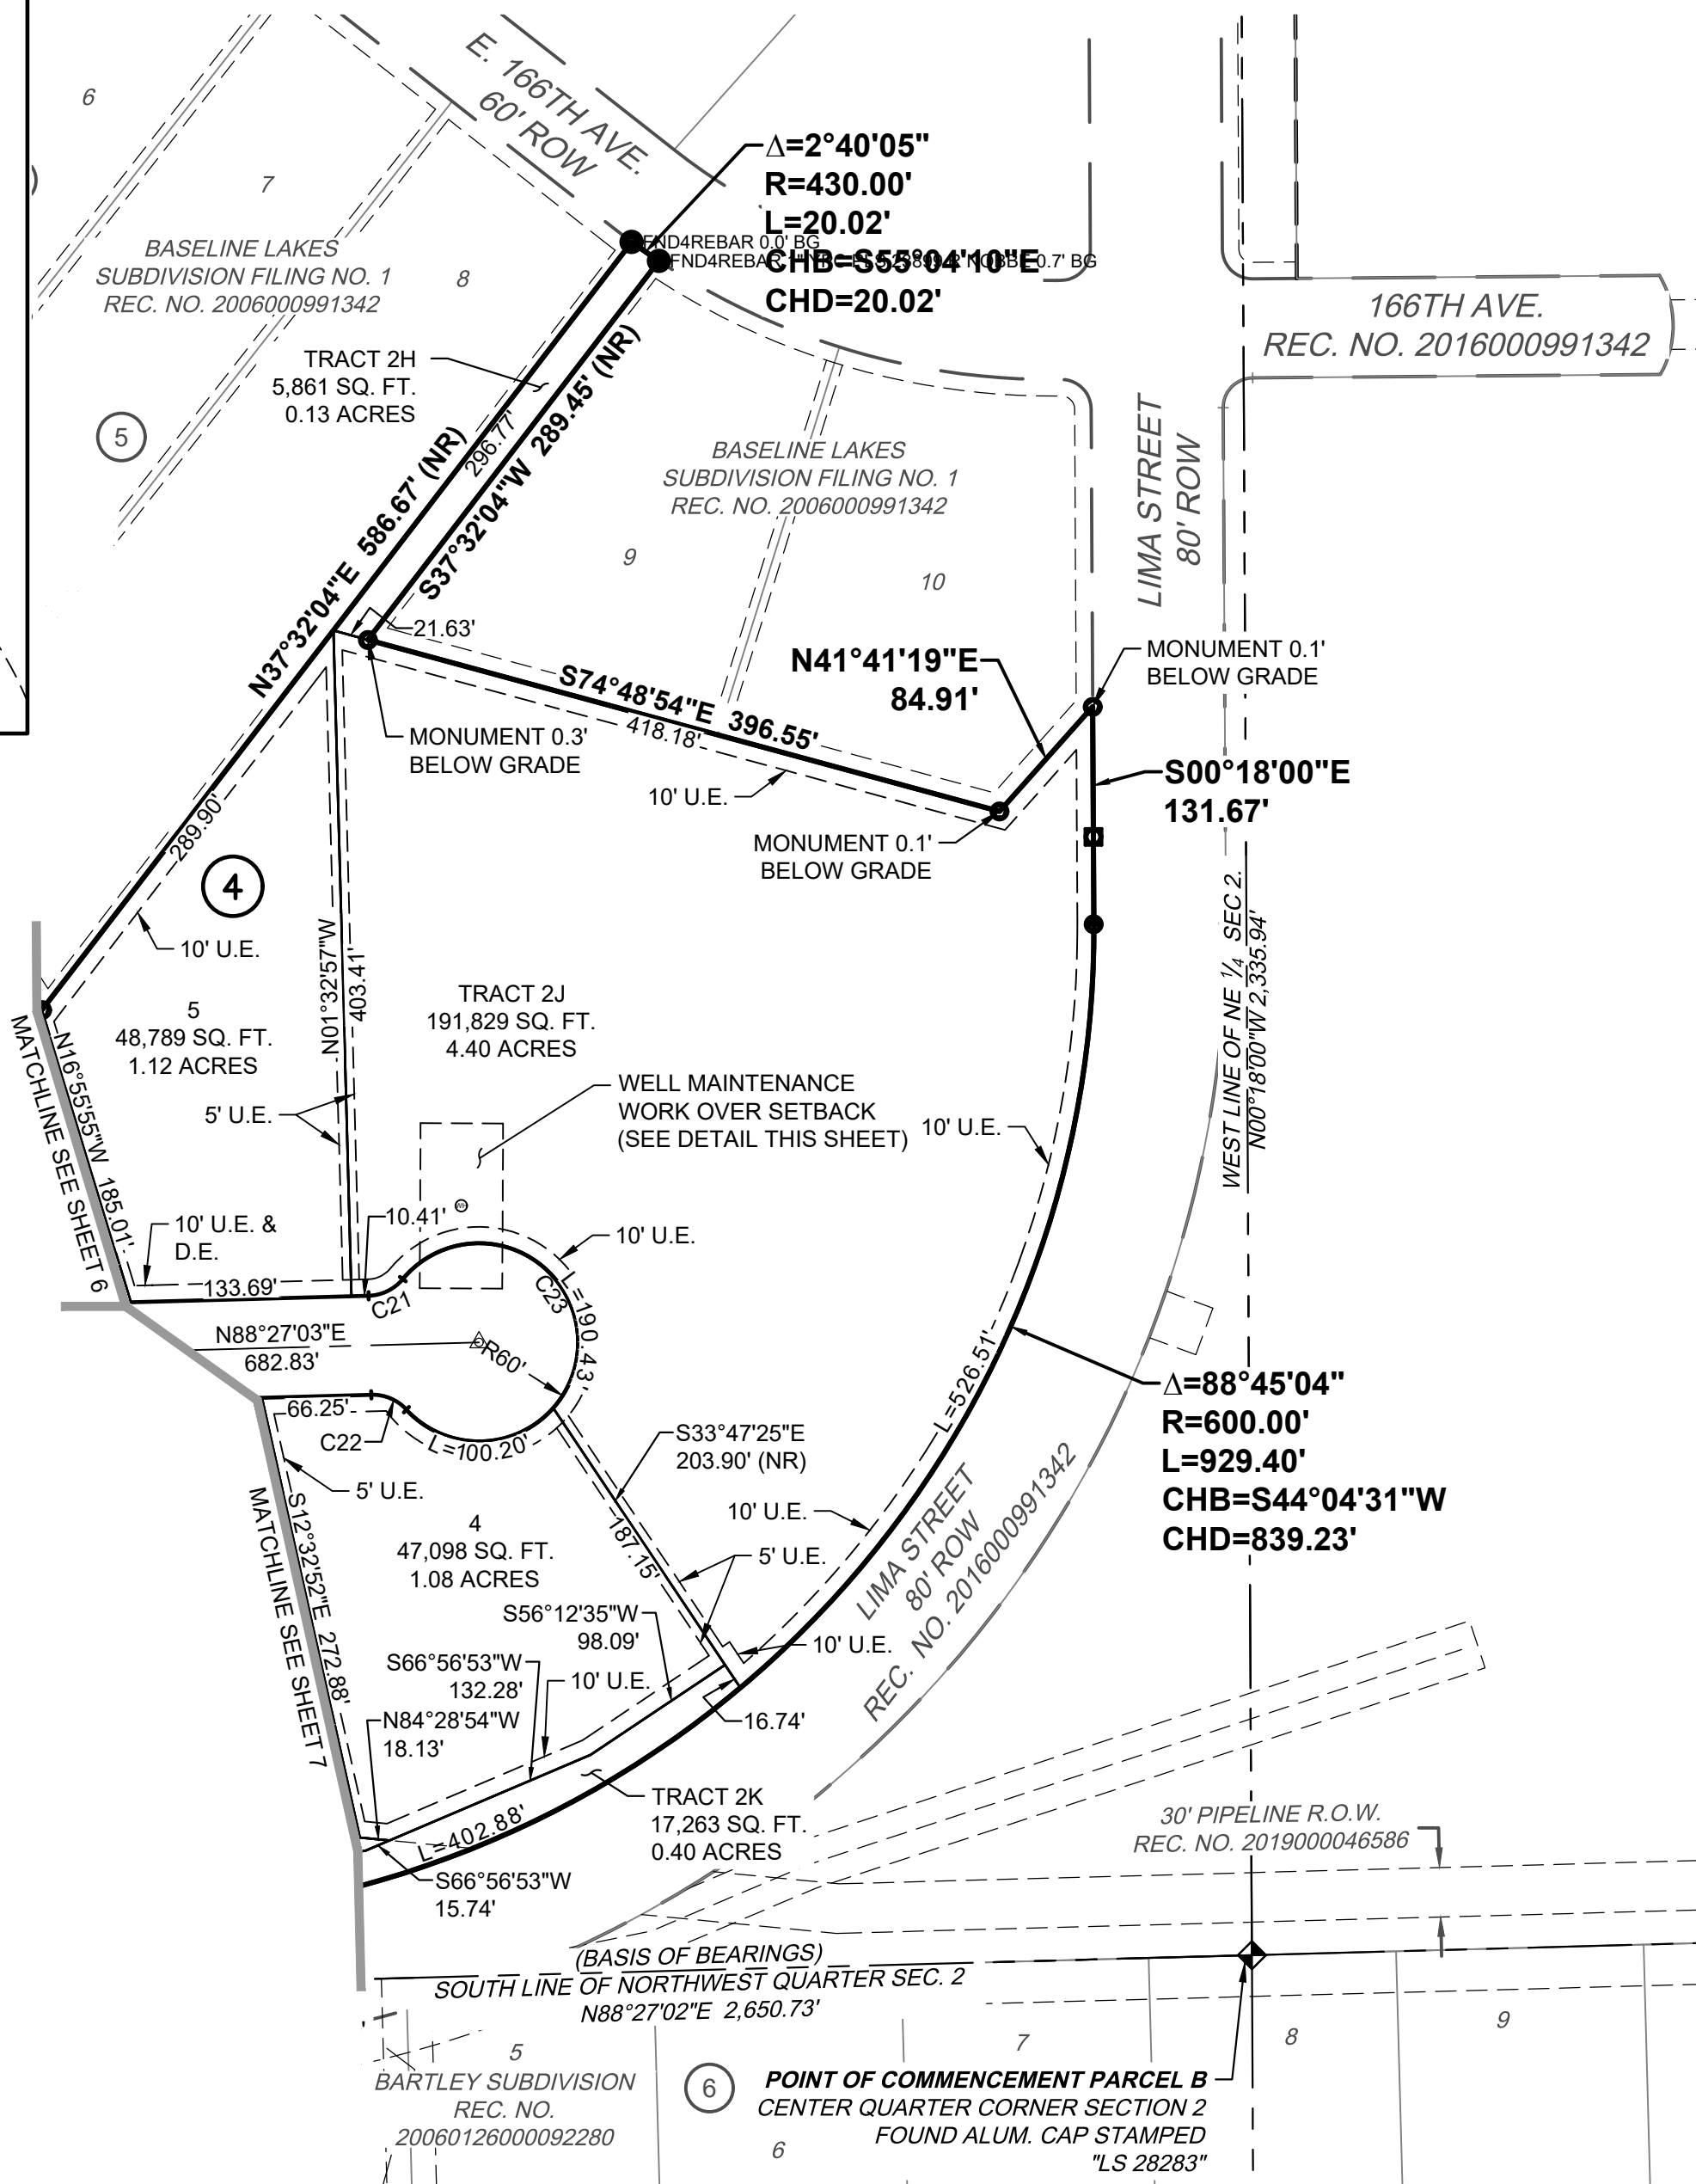 E. 166TH AVE.
60' ROW
6
7
8
BASELINE LAKES
SUBDIVISION FILING NO. 1
REC. NO. 2006000991342
Δ=2°40'05"
R=430.00'
L=20.02'
CHB=S55°04'10"E
CHD=20.02'
FND4REBAR 0.0' BG
FND4REBAR 0.7' BG
166TH AVE.
REC. NO. 2016000991342
TRACT 2H
5,861 SQ. FT.
0.13 ACRES
5
N37°32'04"E 586.67' (NR)
296.77'
S37°32'04"W 289.45' (NR)
BASELINE LAKES
SUBDIVISION FILING NO. 1
REC. NO. 2006000991342
9
10
LIMA STREET
80' ROW
21.63'
S74°48'54"E 396.55'
418.18'
N41°41'19"E
84.91'
MONUMENT 0.1'
BELOW GRADE
MONUMENT 0.3'
BELOW GRADE
10' U.E.
S00°18'00"E
131.67'
MONUMENT 0.1'
BELOW GRADE
289.90'
4
10' U.E.
5
48,789 SQ. FT.
1.12 ACRES
N01°32'57"W
403.41'
TRACT 2J
191,829 SQ. FT.
4.40 ACRES
WEST LINE OF NE ¼ SEC 2.
N00°18'00"W 2,335.94'
N16°55'55"W 185.01'
MATCHLINE SEE SHEET 6
5' U.E.
WELL MAINTENANCE
WORK OVER SETBACK
(SEE DETAIL THIS SHEET)
10' U.E.
10' U.E. &
D.E.
10.41'
10' U.E.
133.69'
C21
C23
L=190.43'
N88°27'03"E
682.83'
R60'
66.25'
C22
L=100.20'
L=526.51'
Δ=88°45'04"
R=600.00'
L=929.40'
CHB=S44°04'31"W
CHD=839.23'
S33°47'25"E
203.90' (NR)
5' U.E.
10' U.E.
LIMA STREET
80' ROW
REC. NO. 2016000991342
S12°32'52"E 272.88'
MATCHLINE SEE SHEET 7
4
47,098 SQ. FT.
1.08 ACRES
187.15'
5' U.E.
S56°12'35"W
98.09'
10' U.E.
S66°56'53"W
132.28'
10' U.E.
N84°28'54"W
18.13'
16.74'
TRACT 2K
17,263 SQ. FT.
0.40 ACRES
L=402.88'
S66°56'53"W
15.74'
30' PIPELINE R.O.W.
REC. NO. 2019000046586
(BASIS OF BEARINGS)
SOUTH LINE OF NORTHWEST QUARTER SEC. 2
N88°27'02"E 2,650.73'
5
7
8
9
BARTLEY SUBDIVISION
REC. NO.
20060126000092280
6
6
POINT OF COMMENCEMENT PARCEL B
CENTER QUARTER CORNER SECTION 2
FOUND ALUM. CAP STAMPED
"LS 28283"